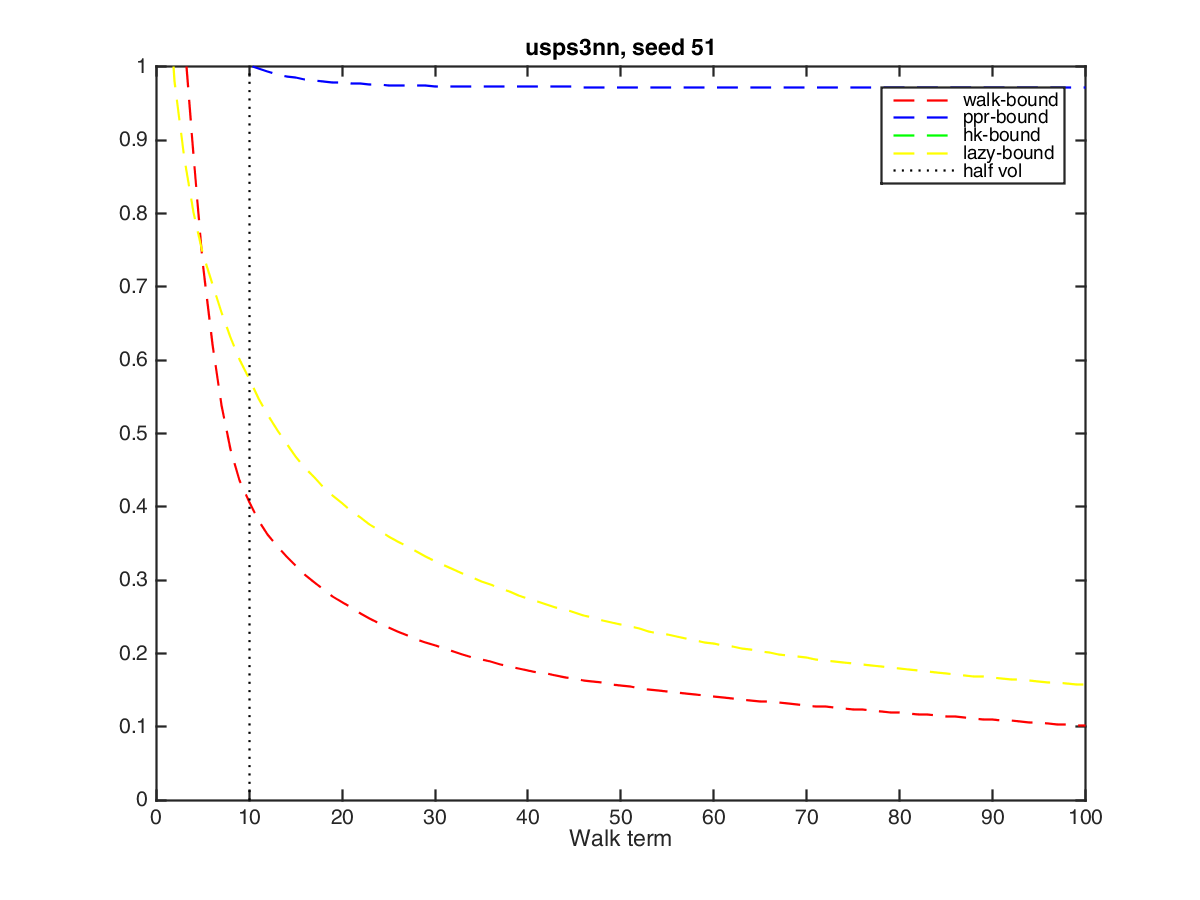 usps3nn, seed 51
1
0.9
0.8
0.7
0.6
0.5
0.4
0.3
0.2
0.1
0
walk-bound
ppr-bound
hk-bound
lazy-bound
half vol
0 10 20 30 40 50 60 70 80 90 100
Walk term